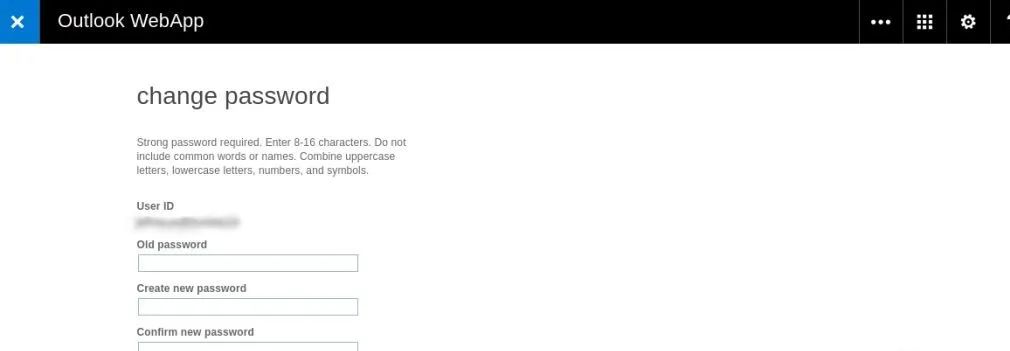 Outlook WebApp
change password
Strong password required. Enter 8-16 characters. Do not
include common words or names. Combine uppercase
letters, lowercase letters, numbers, and symbols.
User ID
Old password
Create new password
Confirm new password